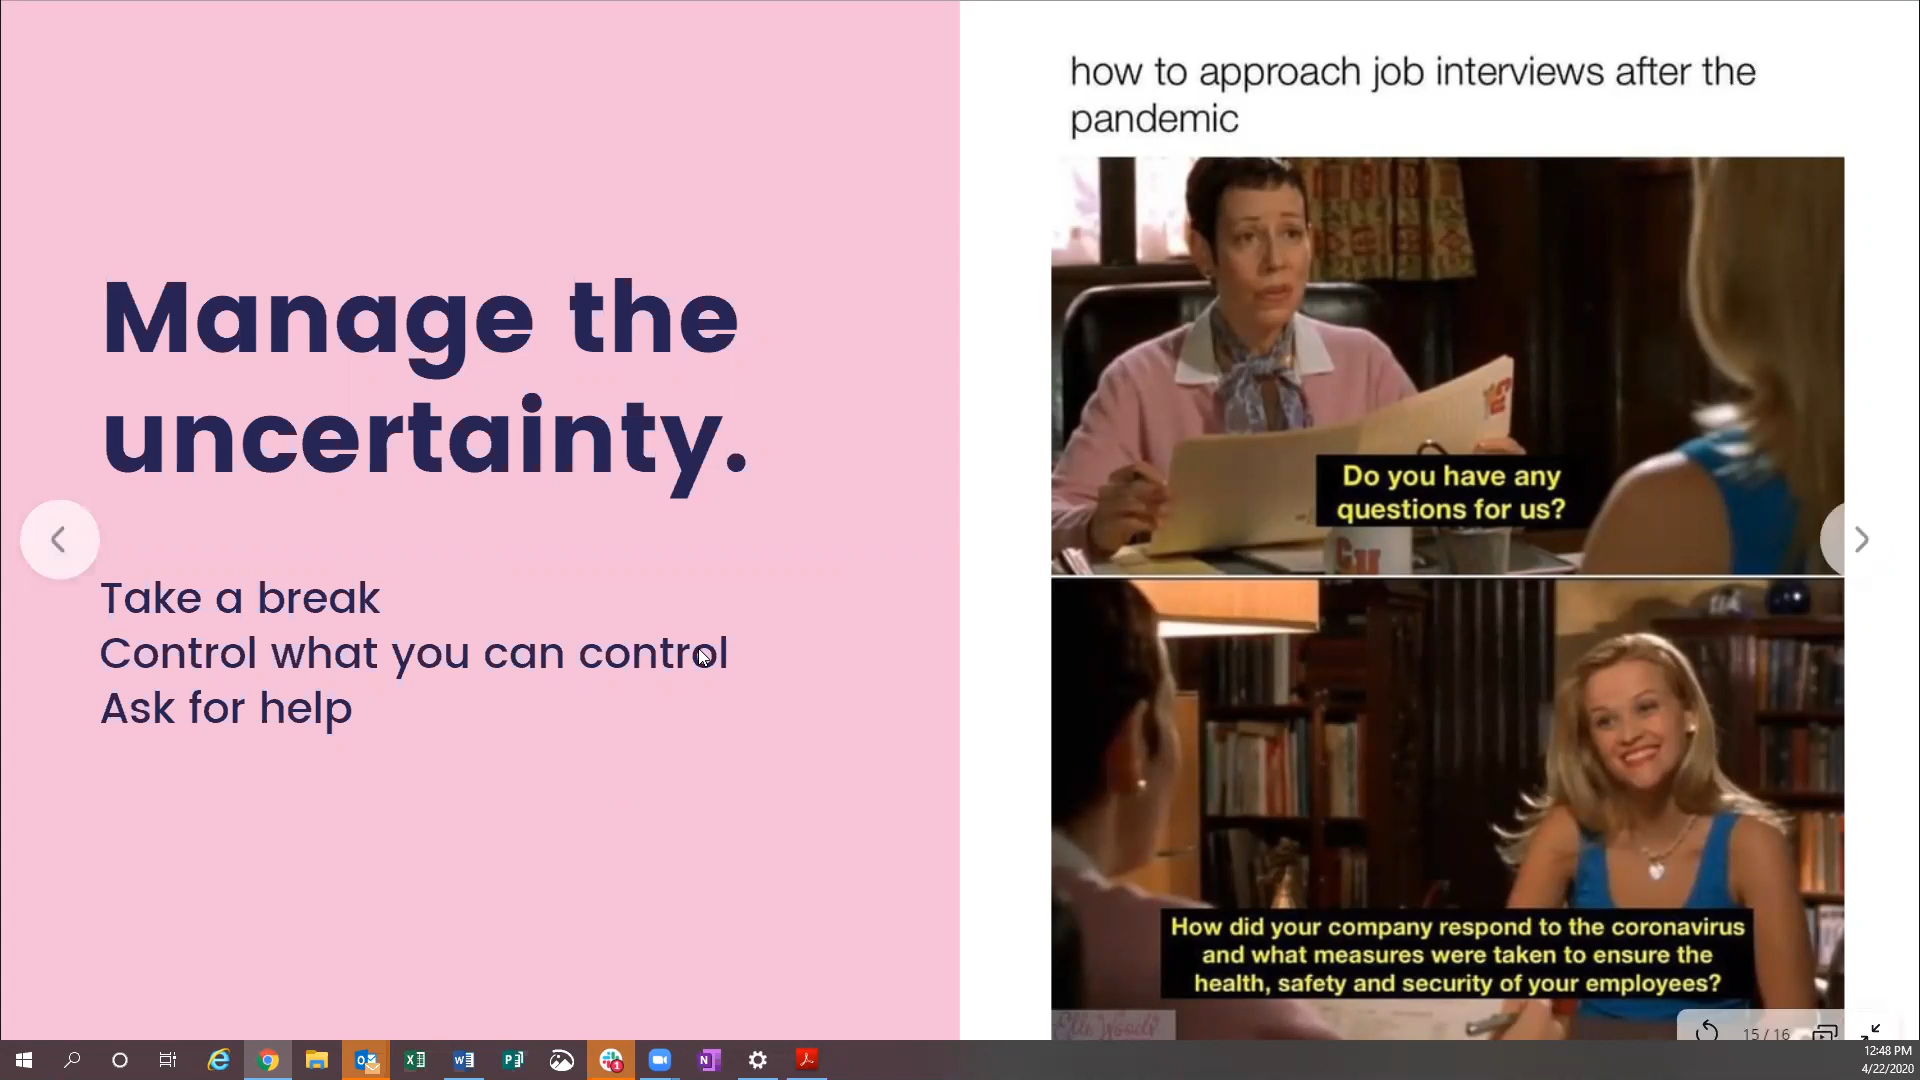 Manage the
uncertainty.
Take a break
Control what you can control
Ask for help
how to approach job interviews after the
pandemic
Do you have any
questions for us?
How did your company respond to the coronavirus
and what measures were taken to ensure the
health, safety and security of your employees?
Elle Woods
15 / 16
12:48 PM
4/22/2020